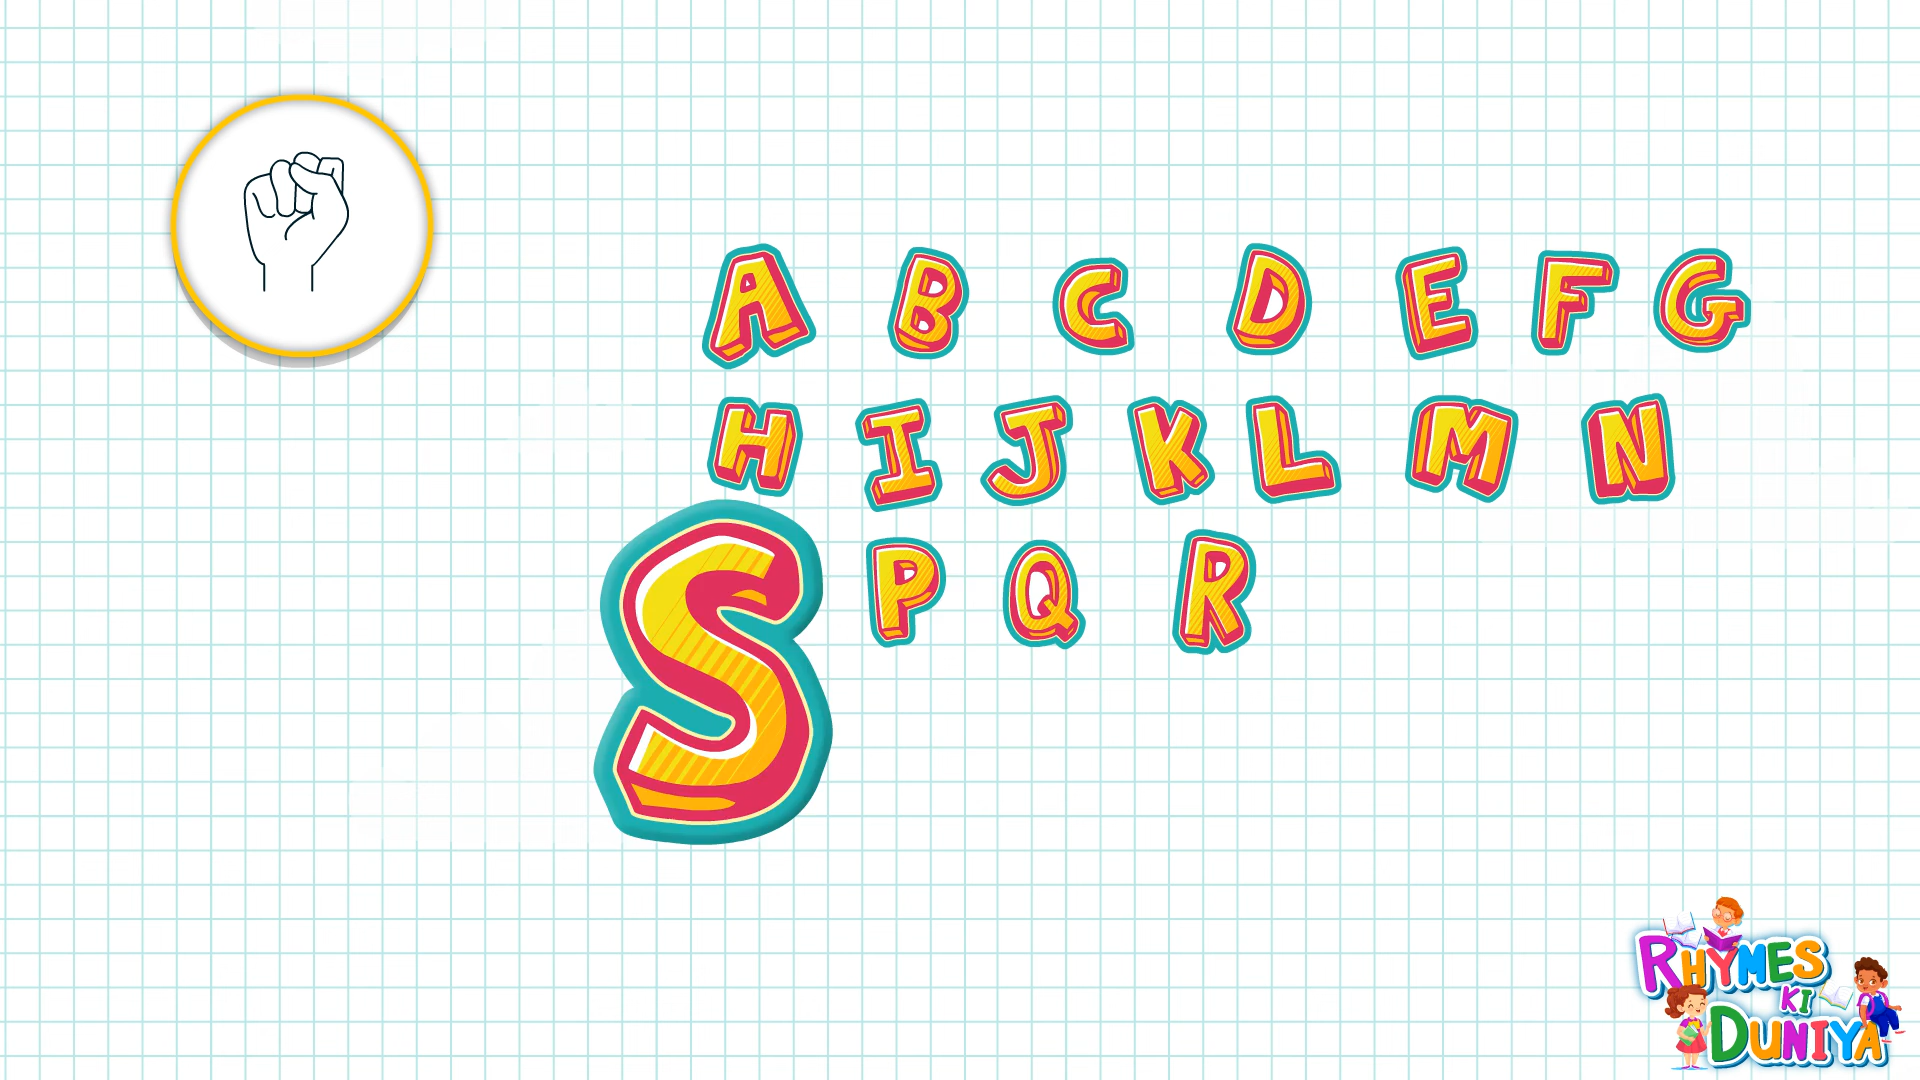 A B C D E F G
H I J K L M N
S P Q R
RHYMES
KI
DUNIYA